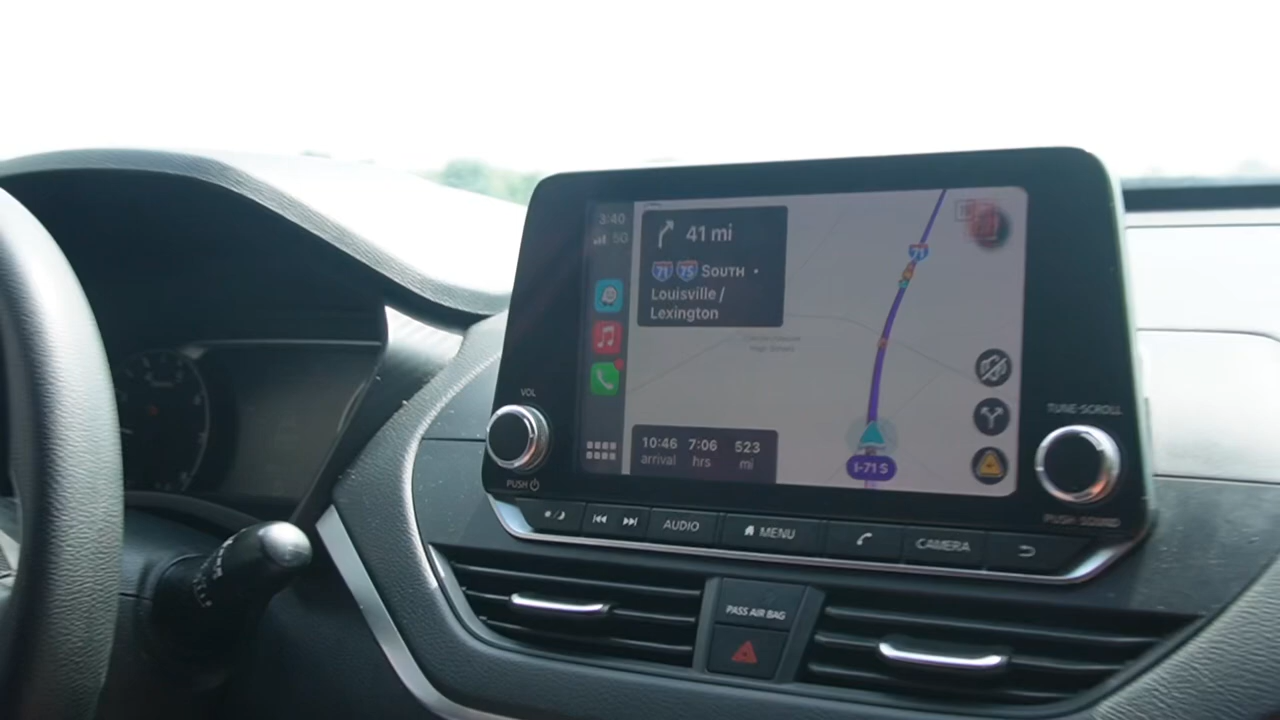 3:40
5G
41 mi
71 75 SOUTH •
Louisville /
Lexington
71
10:46 7:06 523
arrival hrs mi
I-71 S
VOL
PUSH
TUNE·SCROLL
PUSH SOUND
AUDIO
MENU
CAMERA
PASS AIR BAG